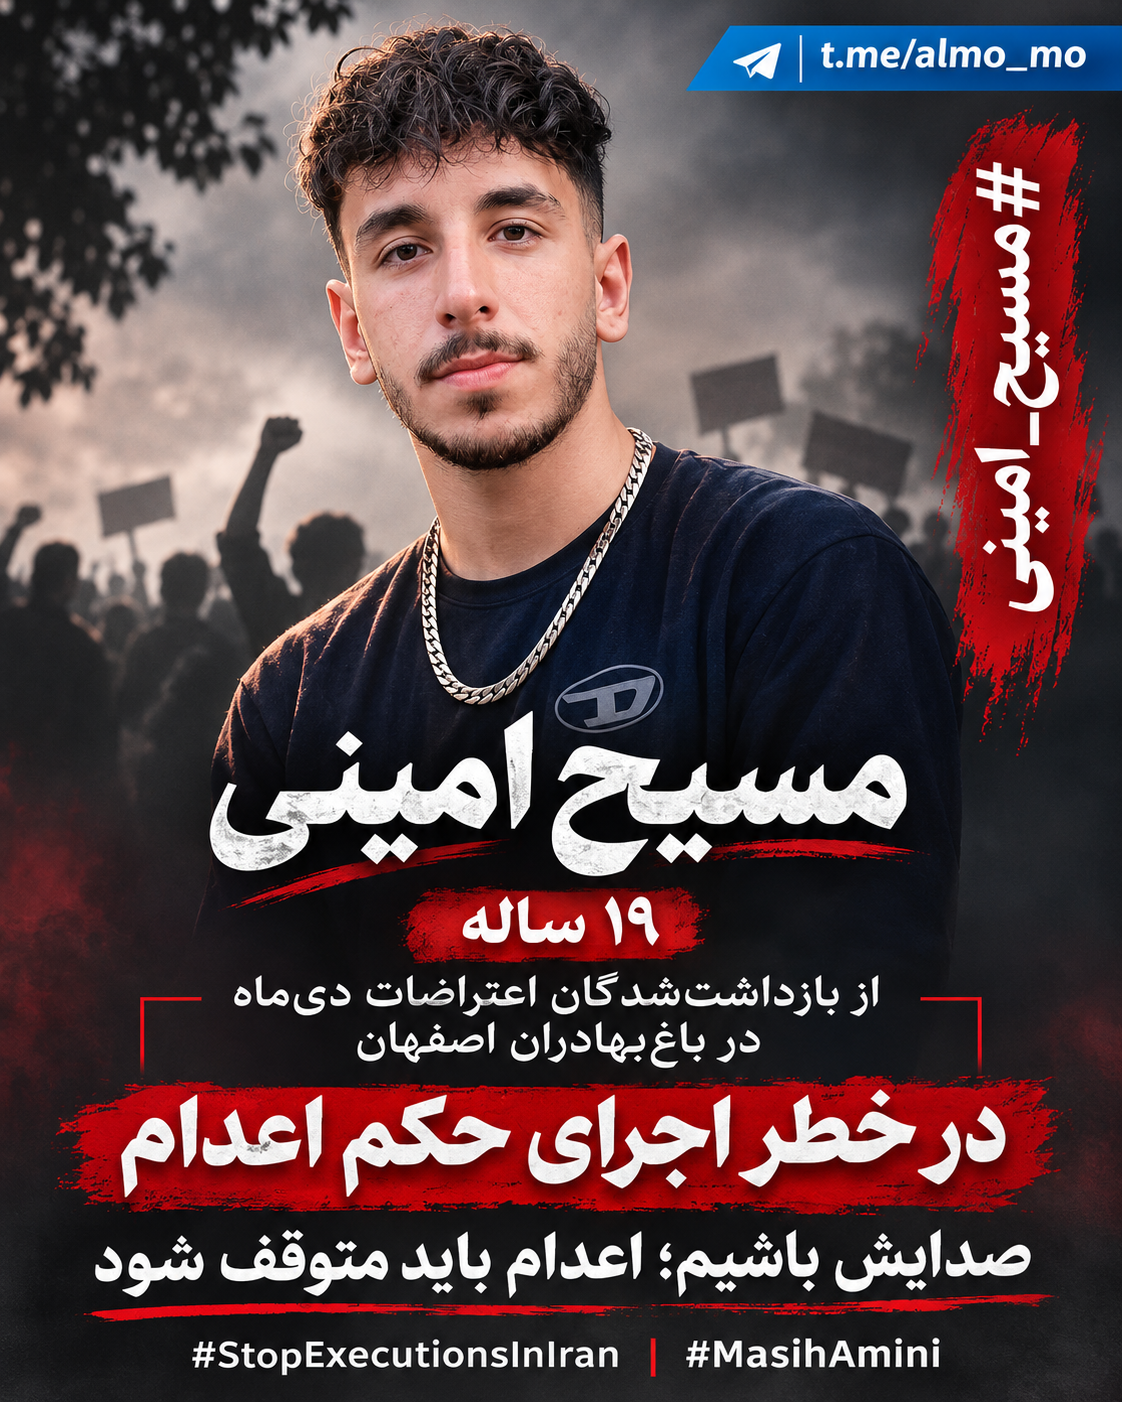 t.me/almo_mo
#مسیح_امینی
مسیح امینی
۱۹ ساله
از بازداشت‌شدگان اعتراضات دی‌ماه
در باغ‌بهادران اصفهان
در خطر اجرای حکم اعدام
صدایش باشیم؛ اعدام باید متوقف شود
#StopExecutionsInIran | #MasihAmini